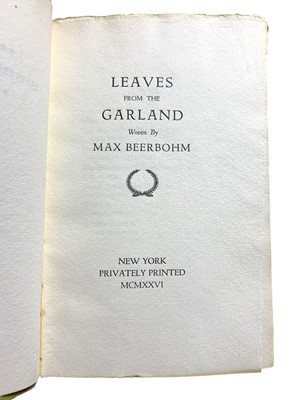 LEAVES
FROM THE
GARLAND
Woven By
MAX BEERBOHM
NEW YORK
PRIVATELY PRINTED
MCMXXVI